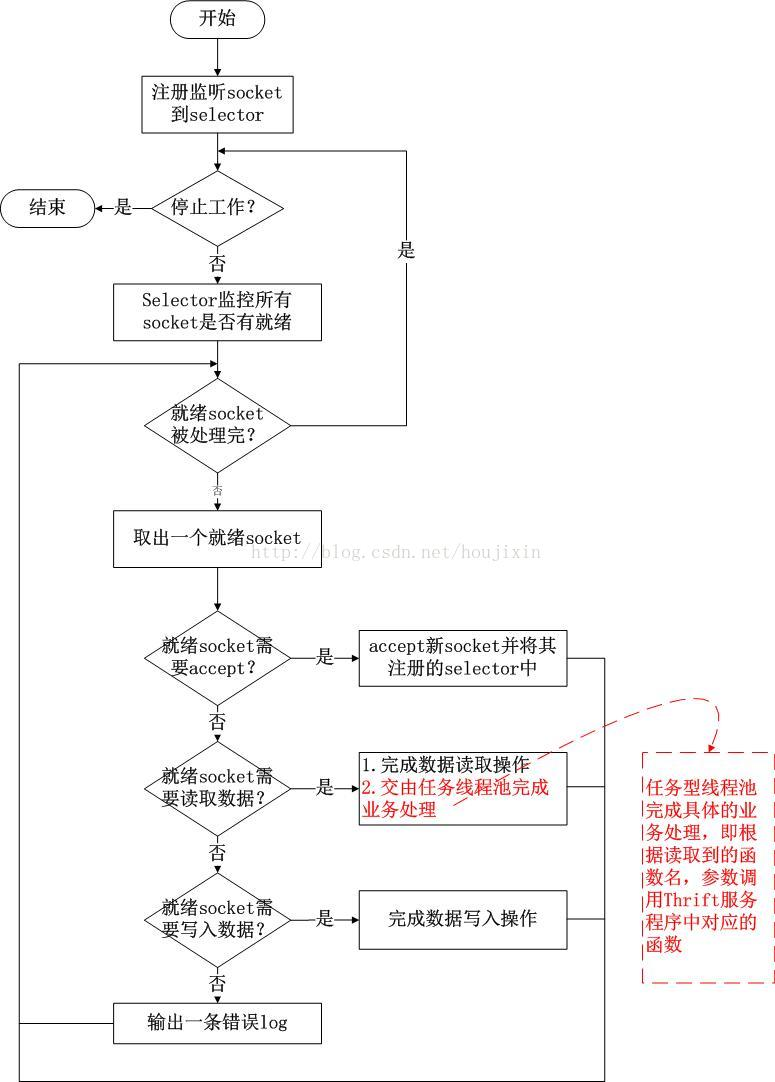 开始
注册监听socket
到selector
停止工作？
是
结束
否
是
Selector监控所有
socket是否有就绪
就绪socket
被处理完？
否
取出一个就绪socket
http://blog.csdn.net/houjixin
就绪socket需
要accept？
是
accept新socket并将其
注册的selector中
否
就绪socket需
要读取数据？
是
1.完成数据读取操作
2.交由任务线程池完成
业务处理
任务型线程池
完成具体的业
务处理，即根
据读取到的函
数名，参数调
用Thrift服务
程序中对应的
函数
否
就绪socket需
要写入数据？
是
完成数据写入操作
否
输出一条错误log